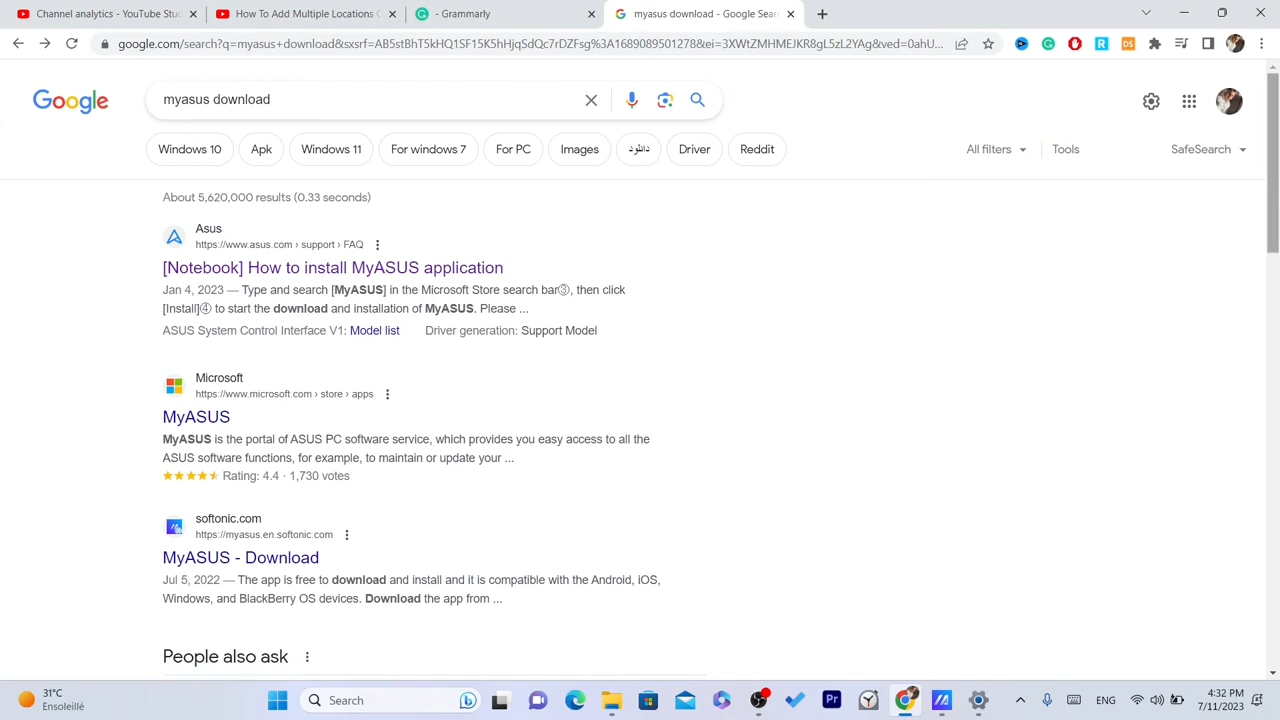 Channel analytics - YouTube Stu
How To Add Multiple Locations
- Grammarly
myasus download - Google Sear
google.com/search?q=myasus+download&sxsrf=AB5stBhTEkHQ1SF1SK5hHjqSdQc7rDZFsg%3A1689089501278&ei=3XWtZMHMEJKR8gL5zL2YAg&ved=0ahU...
Google
myasus download
Windows 10
Apk
Windows 11
For windows 7
For PC
Images
دانلود
Driver
Reddit
All filters
Tools
SafeSearch
About 5,620,000 results (0.33 seconds)
Asus
https://www.asus.com › support › FAQ
[Notebook] How to install MyASUS application
Jan 4, 2023 — Type and search [MyASUS] in the Microsoft Store search bar③, then click
[Install]④ to start the download and installation of MyASUS. Please ...
ASUS System Control Interface V1: Model list Driver generation: Support Model
Microsoft
https://www.microsoft.com › store › apps
MyASUS
MyASUS is the portal of ASUS PC software service, which provides you easy access to all the
ASUS software functions, for example, to maintain or update your ...
Rating: 4.4 · 1,730 votes
softonic.com
https://myasus.en.softonic.com
MyASUS - Download
Jul 5, 2022 — The app is free to download and install and it is compatible with the Android, iOS,
Windows, and BlackBerry OS devices. Download the app from ...
People also ask
31°C
Ensoleillé
Search
ENG
4:32 PM
7/11/2023